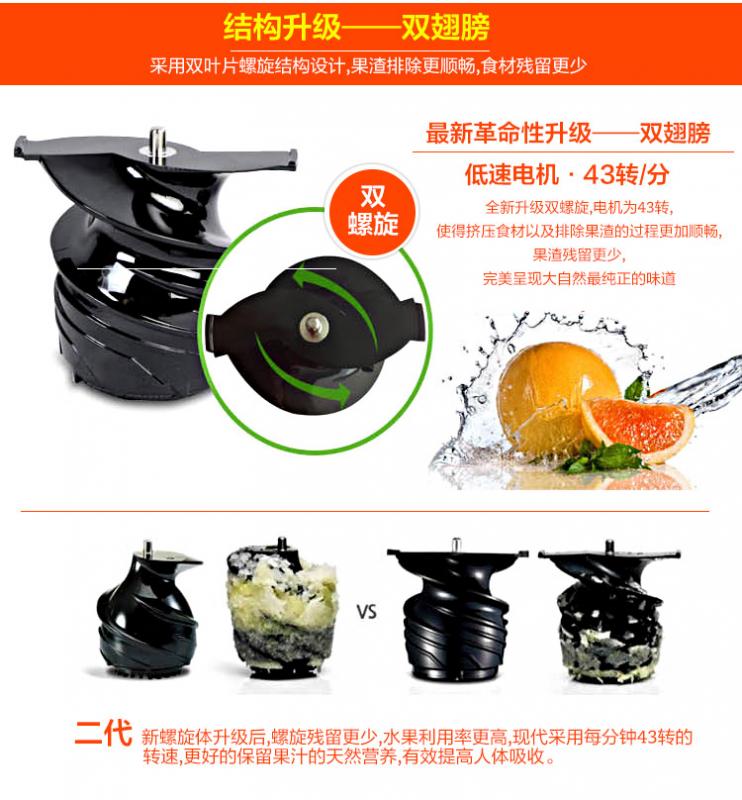 结构升级——双翅膀
采用双叶片螺旋结构设计,果渣排除更顺畅,食材残留更少
最新革命性升级——双翅膀
低速电机·43转/分
双
螺旋
全新升级双螺旋,电机为43转,
使得挤压食材以及排除果渣的过程更加顺畅,
果渣残留更少,
完美呈现大自然最纯正的味道
VS
二代 新螺旋体升级后,螺旋残留更少,水果利用率更高,现代采用每分钟43转的
转速,更好的保留果汁的天然营养,有效提高人体吸收。